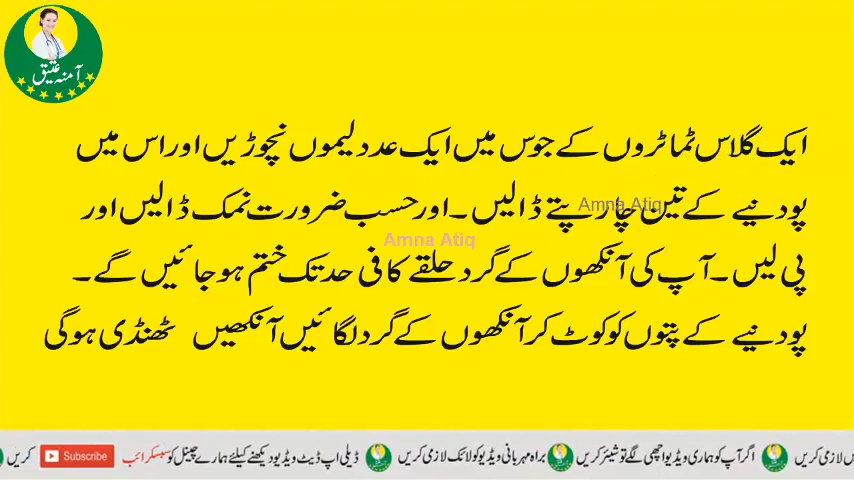 آمنہ عتیق
ایک گلاس ٹماٹروں کے جوس میں ایک عدد لیموں نچوڑیں اور اس میں
پودنیے کے تین چار پتے ڈالیں۔ اور حسب ضرورت نمک ڈالیں اور
Amna Atiq
Amna Atiq
پی لیں۔ آپ کی آنکھوں کے گرد حلقے کافی حد تک ختم ہو جائیں گے۔
پودنیے کے پتوں کو کوٹ کر آنکھوں کے گرد لگائیں آنکھیں ٹھنڈی ہوگی
س لازمی کریں اگر آپ کو ہماری ویڈیو اچھی لگے تو شیئر کریں براہ مہربانی ویڈیو کو لائک لازمی کریں ڈیلی اپ ڈیٹ ویڈیو دیکھنے کیلئے ہمارے چینل کو سبسکرائب Subscribe کریں